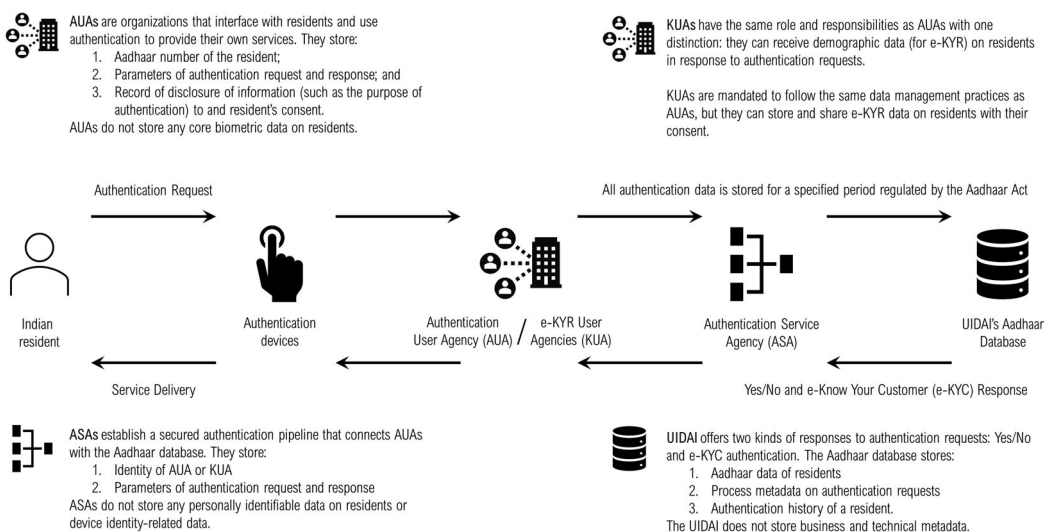 AUAs are organizations that interface with residents and use
authentication to provide their own services. They store:
1. Aadhaar number of the resident;
2. Parameters of authentication request and response; and
3. Record of disclosure of information (such as the purpose of
authentication) to and resident's consent.
AUAs do not store any core biometric data on residents.
KUAs have the same role and responsibilities as AUAs with one
distinction: they can receive demographic data (for e-KYR) on residents
in response to authentication requests.
KUAs are mandated to follow the same data management practices as
AUAs, but they can store and share e-KYR data on residents with their
consent.
Authentication Request
All authentication data is stored for a specified period regulated by the Aadhaar Act
Indian
resident
Authentication
devices
Authentication
User Agency (AUA)
/
e-KYR User
Agencies (KUA)
Authentication Service
Agency (ASA)
UIDAI's Aadhaar
Database
Service Delivery
Yes/No and e-Know Your Customer (e-KYC) Response
ASAs establish a secured authentication pipeline that connects AUAs
with the Aadhaar database. They store:
1. Identity of AUA or KUA
2. Parameters of authentication request and response
ASAs do not store any personally identifiable data on residents or
device identity-related data.
UIDAI offers two kinds of responses to authentication requests: Yes/No
and e-KYC authentication. The Aadhaar database stores:
1. Aadhaar data of residents
2. Process metadata on authentication requests
3. Authentication history of a resident.
The UIDAI does not store business and technical metadata.